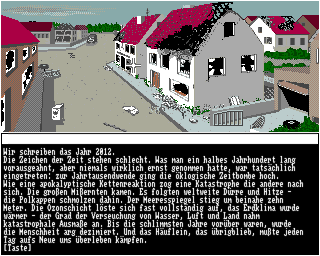 Wir schreiben das Jahr 2012.
Die Zeichen der Zeit stehen schlecht. Was man ein halbes Jahrhundert lang
vorausgeahnt, aber niemals wirklich ernst genommen hatte, war tatsächlich
eingetreten: zur Jahrtausendwende ging die ökologische Zeitbombe hoch.
Wie eine apokalyptische Kettenreaktion zog eine Katastrophe die andere nach
sich. Die großen Mißernten kamen. Es folgten weltweite Dürre und Hitze -
die Polkappen schmolzen dahin. Der Meeresspiegel stieg um beinahe zehn
Meter. Die Ozonschicht löste sich fast vollständig auf, das Erdklima wurde
wärmer - der Grad der Verseuchung von Wasser, Luft und Land nahm
katastrophale Ausmaße an. Bis die schlimmsten Jahre vorüber waren, wurde
die Menschheit arg dezimiert. Und das Häuflein, das übrigblieb, mußte jeden
Tag aufs Neue ums überleben kämpfen.
[Taste]